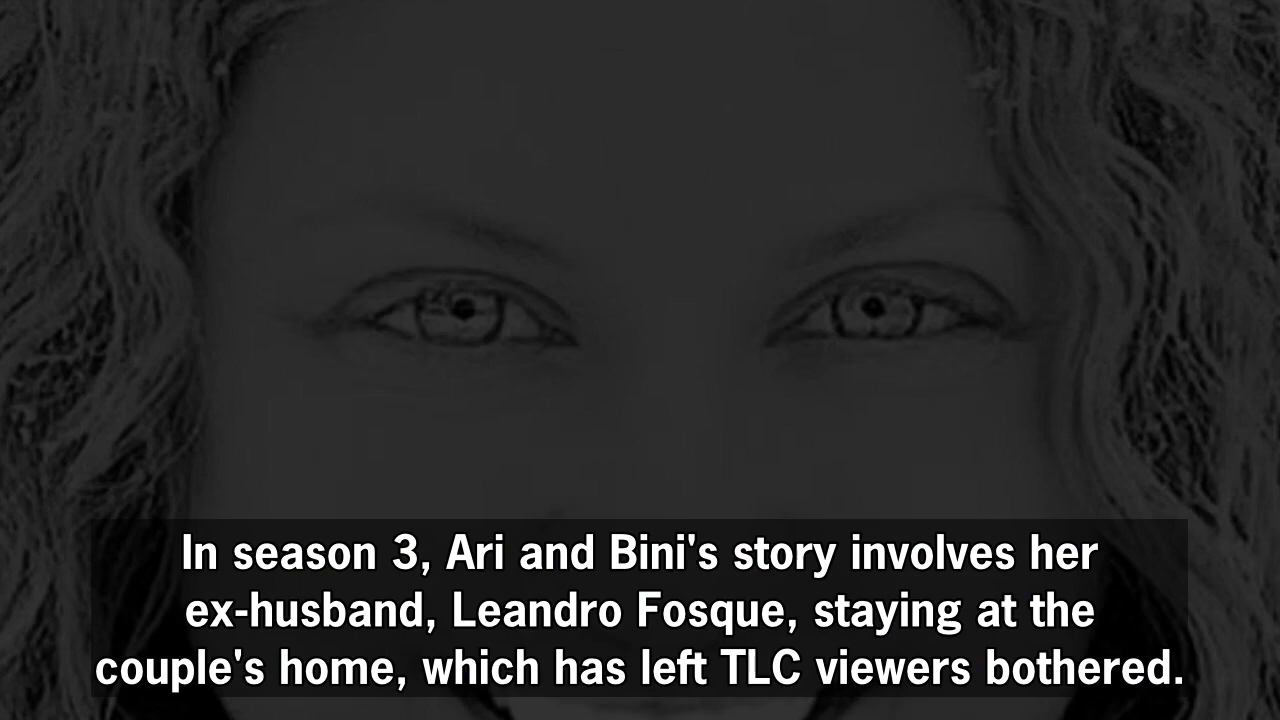 In season 3, Ari and Bini's story involves her
ex-husband, Leandro Fosque, staying at the
couple's home, which has left TLC viewers bothered.